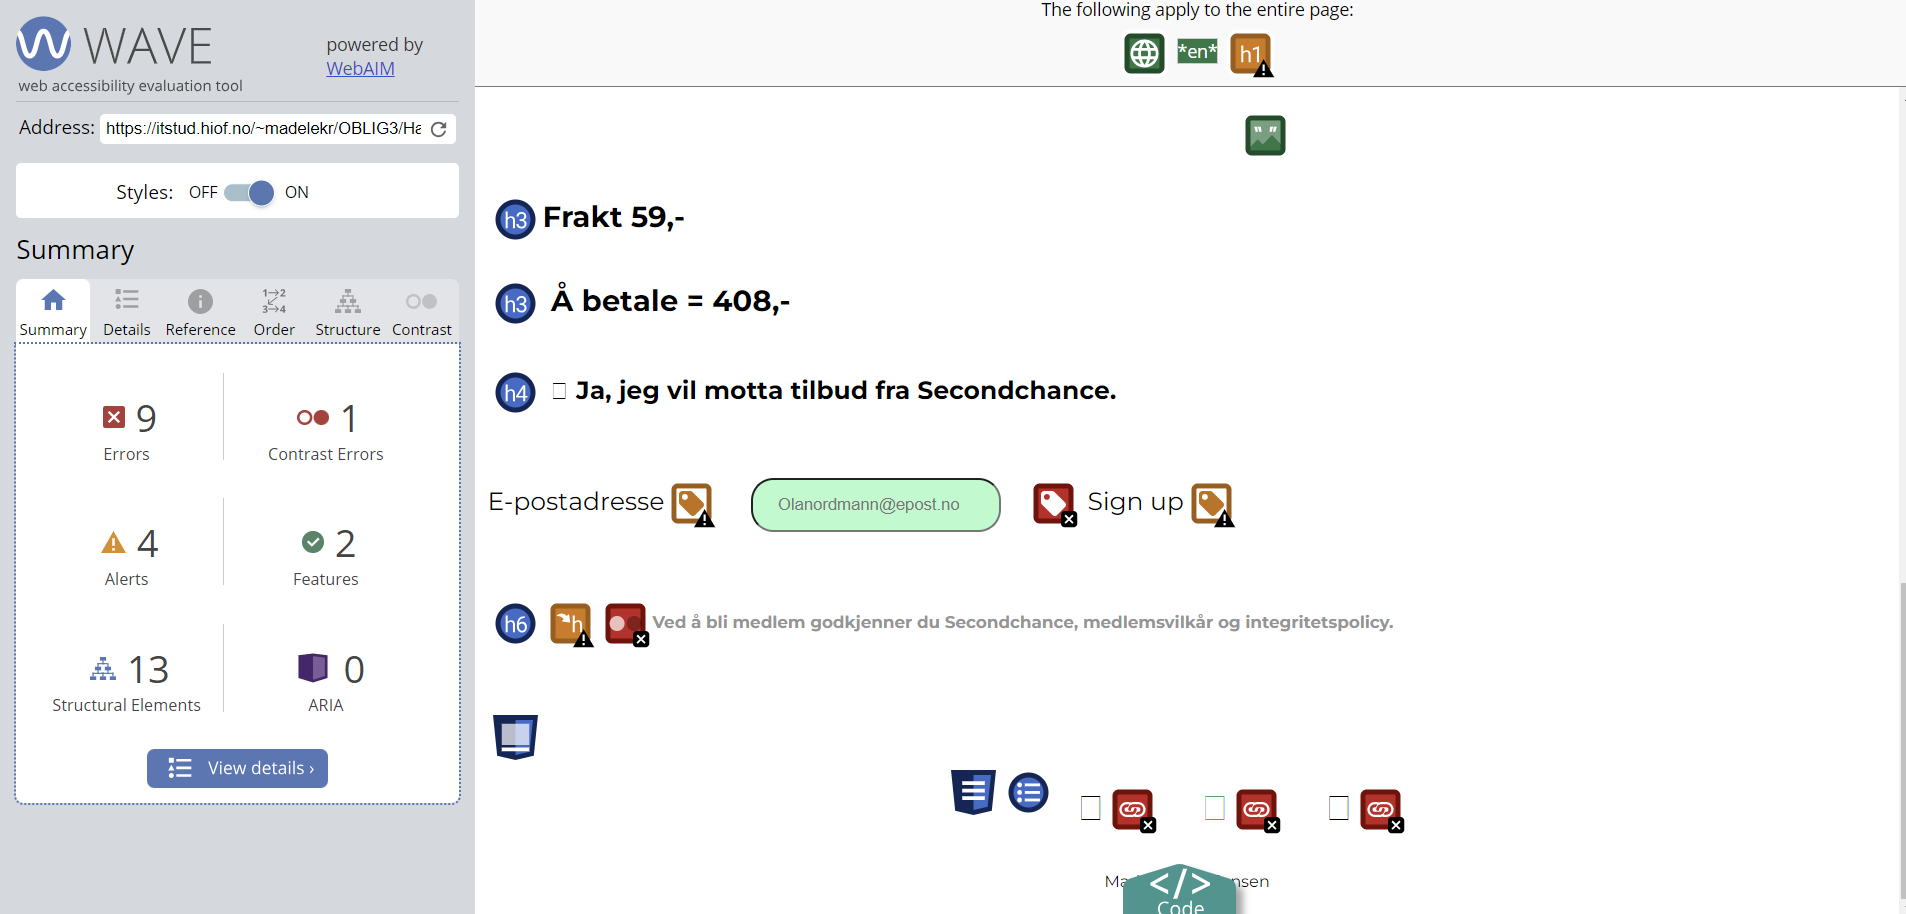 WAVE
powered by
WebAIM
web accessibility evaluation tool
Address: https://itstud.hiof.no/~madelekr/OBLIG3/Ha
Styles: OFF ON
Summary
Summary Details Reference Order Structure Contrast
9 Errors
1 Contrast Errors
4 Alerts
2 Features
13 Structural Elements
0 ARIA
View details ›
The following apply to the entire page:
*en* h1
h3 Frakt 59,-
h3 Å betale = 408,-
h4 Ja, jeg vil motta tilbud fra Secondchance.
E-postadresse Olanordmann@epost.no Sign up
h6 h Ved å bli medlem godkjenner du Secondchance, medlemsvilkår og integritetspolicy.
</> Code